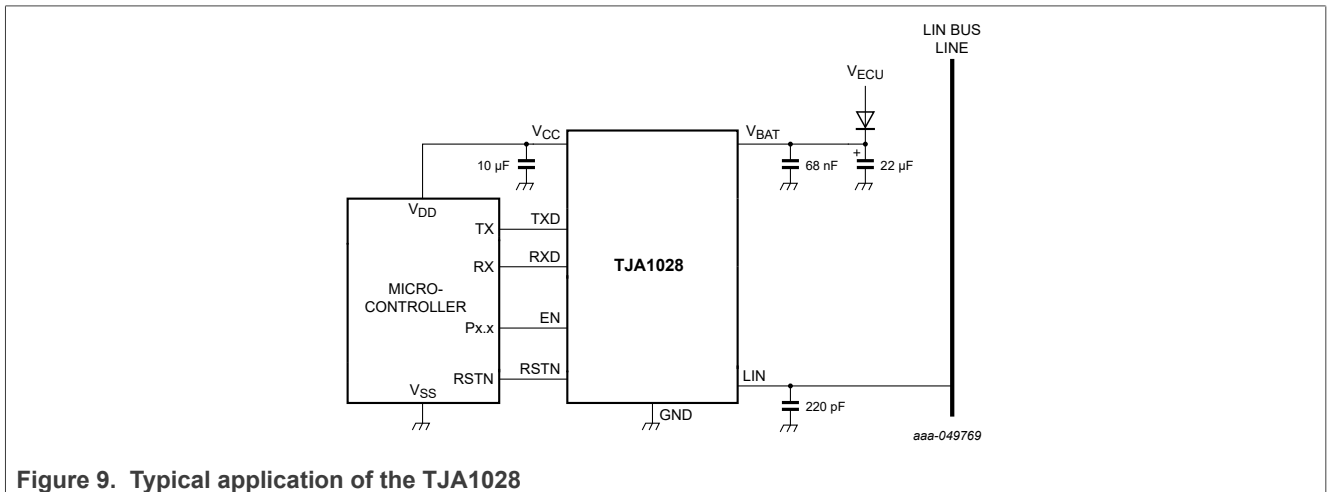 LIN BUS
LINE
VECU
VCC
VBAT
10 µF
68 nF
+
22 µF
VDD
TX
TXD
RX
RXD
TJA1028
MICRO-
CONTROLLER
Px.x
EN
RSTN
RSTN
LIN
VSS
GND
220 pF
aaa-049769
Figure 9. Typical application of the TJA1028